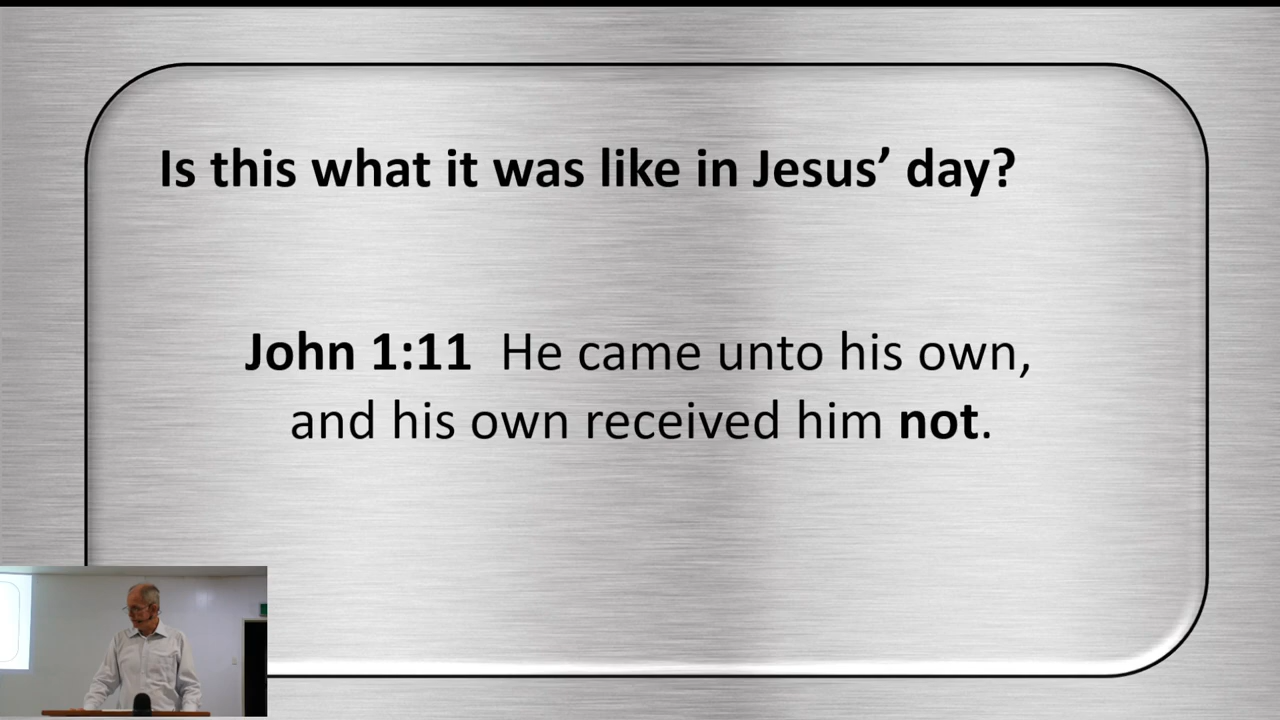 Is this what it was like in Jesus’ day?
John 1:11 He came unto his own,
and his own received him not.